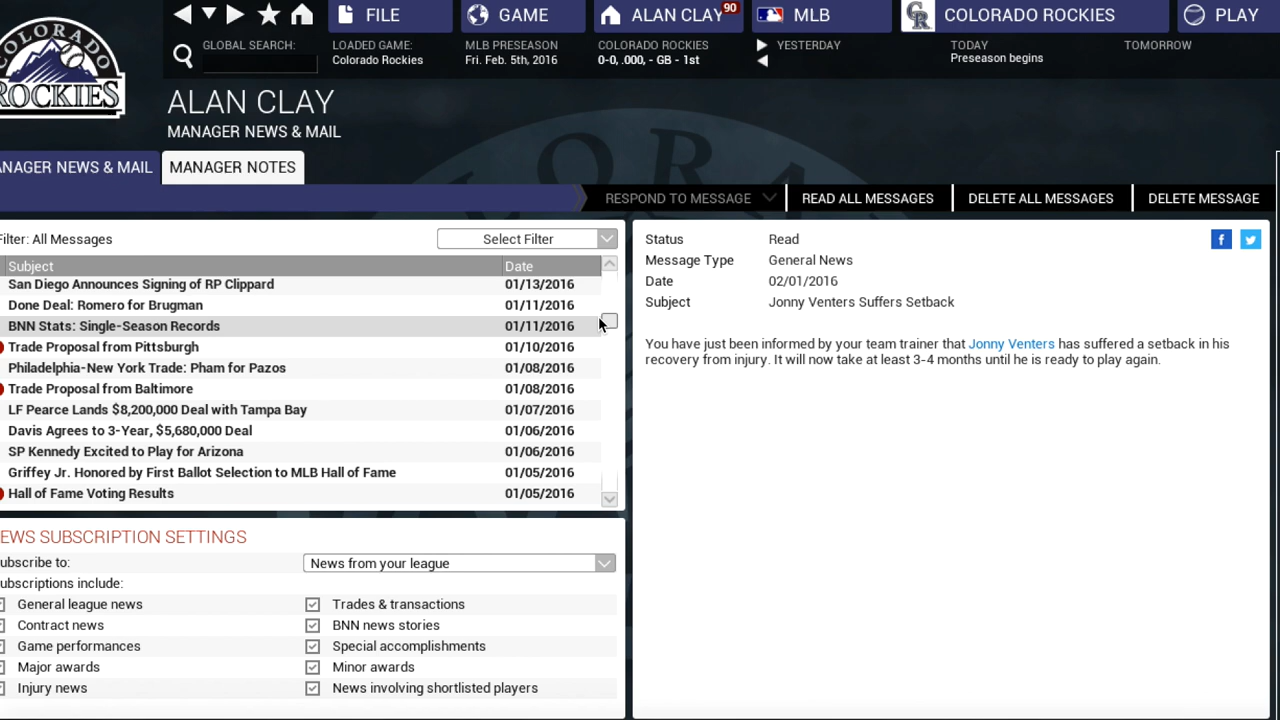 FILE
GAME
ALAN CLAY 90
MLB
CR COLORADO ROCKIES
PLAY
GLOBAL SEARCH:
LOADED GAME:
Colorado Rockies
MLB PRESEASON
Fri. Feb. 5th, 2016
COLORADO ROCKIES
0-0, .000, - GB - 1st
YESTERDAY
TODAY
Preseason begins
TOMORROW
COLORADO
ROCKIES
ALAN CLAY
MANAGER NEWS & MAIL
ANAGER NEWS & MAIL
MANAGER NOTES
RESPOND TO MESSAGE
READ ALL MESSAGES
DELETE ALL MESSAGES
DELETE MESSAGE
Filter: All Messages
Select Filter
Subject Date
San Diego Announces Signing of RP Clippard 01/13/2016
Done Deal: Romero for Brugman 01/11/2016
BNN Stats: Single-Season Records 01/11/2016
Trade Proposal from Pittsburgh 01/10/2016
Philadelphia-New York Trade: Pham for Pazos 01/08/2016
Trade Proposal from Baltimore 01/08/2016
LF Pearce Lands $8,200,000 Deal with Tampa Bay 01/07/2016
Davis Agrees to 3-Year, $5,680,000 Deal 01/06/2016
SP Kennedy Excited to Play for Arizona 01/06/2016
Griffey Jr. Honored by First Ballot Selection to MLB Hall of Fame 01/05/2016
Hall of Fame Voting Results 01/05/2016
EWS SUBSCRIPTION SETTINGS
ubscribe to: News from your league
ubscriptions include:
General league news Trades & transactions
Contract news BNN news stories
Game performances Special accomplishments
Major awards Minor awards
Injury news News involving shortlisted players
Status Read
Message Type General News
Date 02/01/2016
Subject Jonny Venters Suffers Setback
You have just been informed by your team trainer that Jonny Venters has suffered a setback in his
recovery from injury. It will now take at least 3-4 months until he is ready to play again.